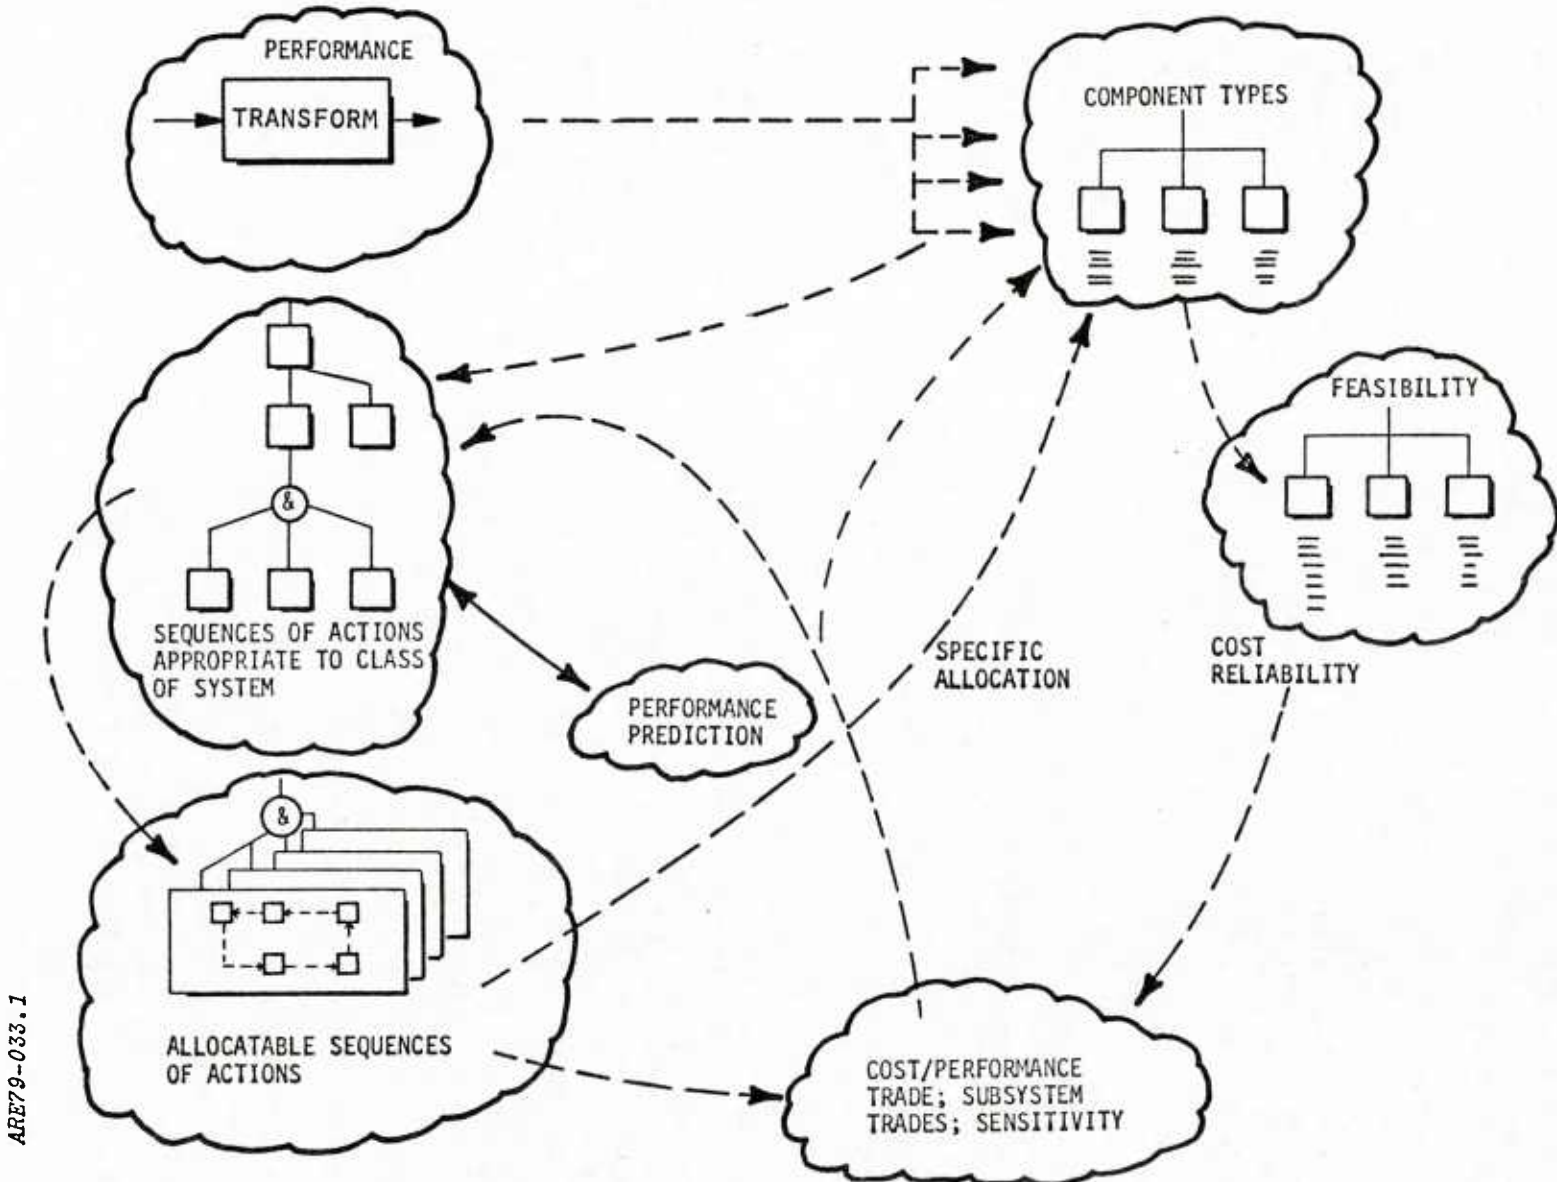 PERFORMANCE
TRANSFORM
COMPONENT TYPES
FEASIBILITY
&
SEQUENCES OF ACTIONS
APPROPRIATE TO CLASS
OF SYSTEM
PERFORMANCE
PREDICTION
SPECIFIC
ALLOCATION
COST
RELIABILITY
&
ALLOCATABLE SEQUENCES
OF ACTIONS
COST/PERFORMANCE
TRADE; SUBSYSTEM
TRADES; SENSITIVITY
ARE79-033.1